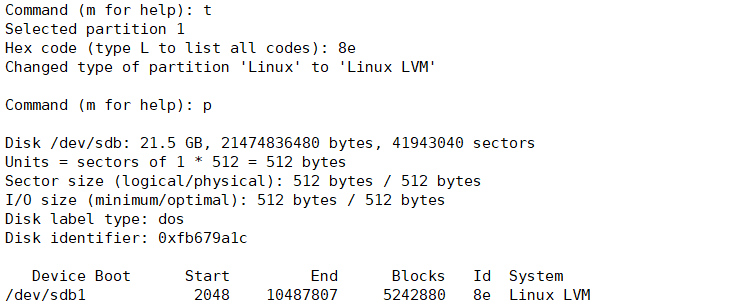 Command (m for help): t
Selected partition 1
Hex code (type L to list all codes): 8e
Changed type of partition 'Linux' to 'Linux LVM'
Command (m for help): p
Disk /dev/sdb: 21.5 GB, 21474836480 bytes, 41943040 sectors
Units = sectors of 1 * 512 = 512 bytes
Sector size (logical/physical): 512 bytes / 512 bytes
I/O size (minimum/optimal): 512 bytes / 512 bytes
Disk label type: dos
Disk identifier: 0xfb679a1c
   Device Boot      Start         End      Blocks   Id  System
/dev/sdb1            2048    10487807     5242880   8e  Linux LVM